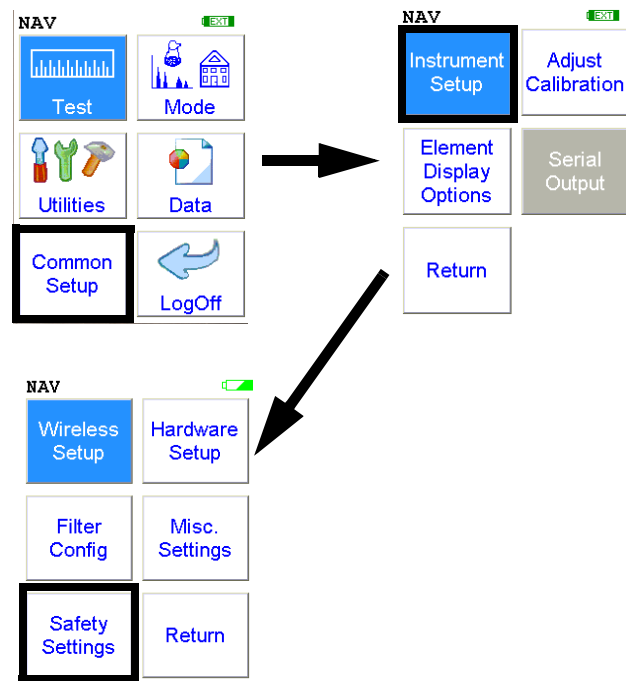 NAV
EXT
Test
Mode
Utilities
Data
Common
Setup
LogOff
NAV
EXT
Instrument
Setup
Adjust
Calibration
Element
Display
Options
Serial
Output
Return
NAV
Wireless
Setup
Hardware
Setup
Filter
Config
Misc.
Settings
Safety
Settings
Return